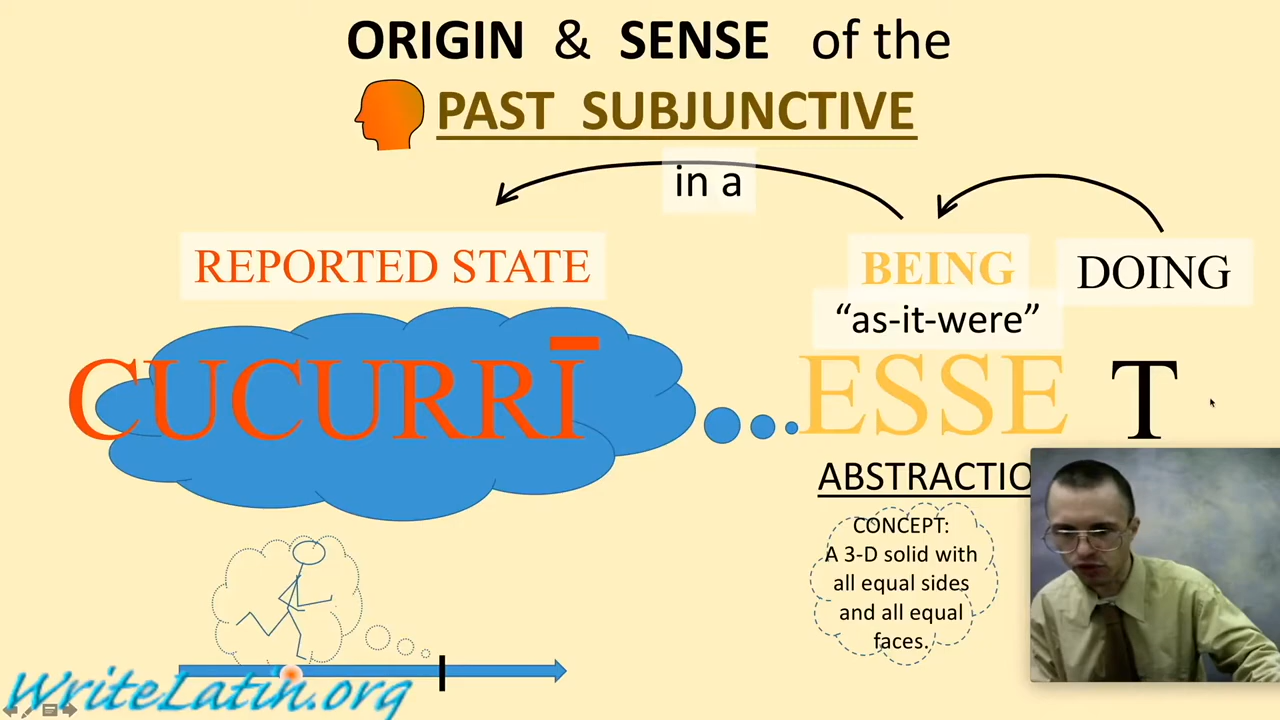 ORIGIN & SENSE of the
PAST SUBJUNCTIVE
in a
REPORTED STATE
BEING
DOING
“as-it-were”
CUCURRĪ
ESSE
T
ABSTRACTIO
CONCEPT:
A 3-D solid with
all equal sides
and all equal
faces.
WriteLatin.org